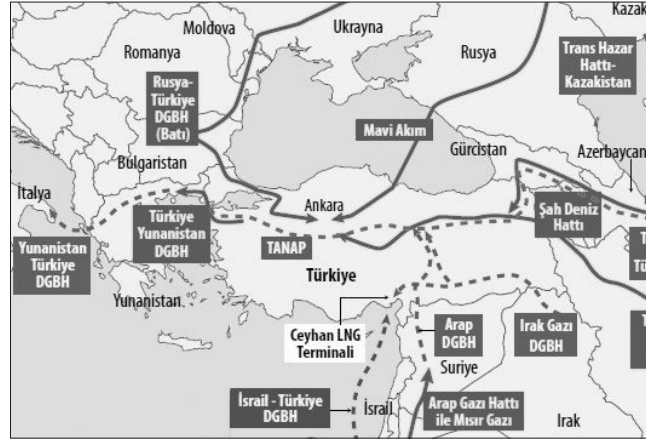 Moldova
Ukrayna
Kazak
Romanya
Rusya
Trans Hazar
Hattı-
Kazakistan
Rusya-
Türkiye
DGBH
(Batı)
Mavi Akım
Bulgaristan
Gürcistan
Azerbaycan
İtalya
Ankara
Şah Deniz
Hattı
Türkiye
Yunanistan
DGBH
TANAP
Yunanistan
Türkiye
DGBH
T
Tü
Türkiye
Yunanistan
Ceyhan LNG
Terminali
Arap
DGBH
Irak Gazı
DGBH
T
Suriye
İsrail - Türkiye
DGBH
İsrail
Arap Gazı Hattı
ile Mısır Gazı
Irak